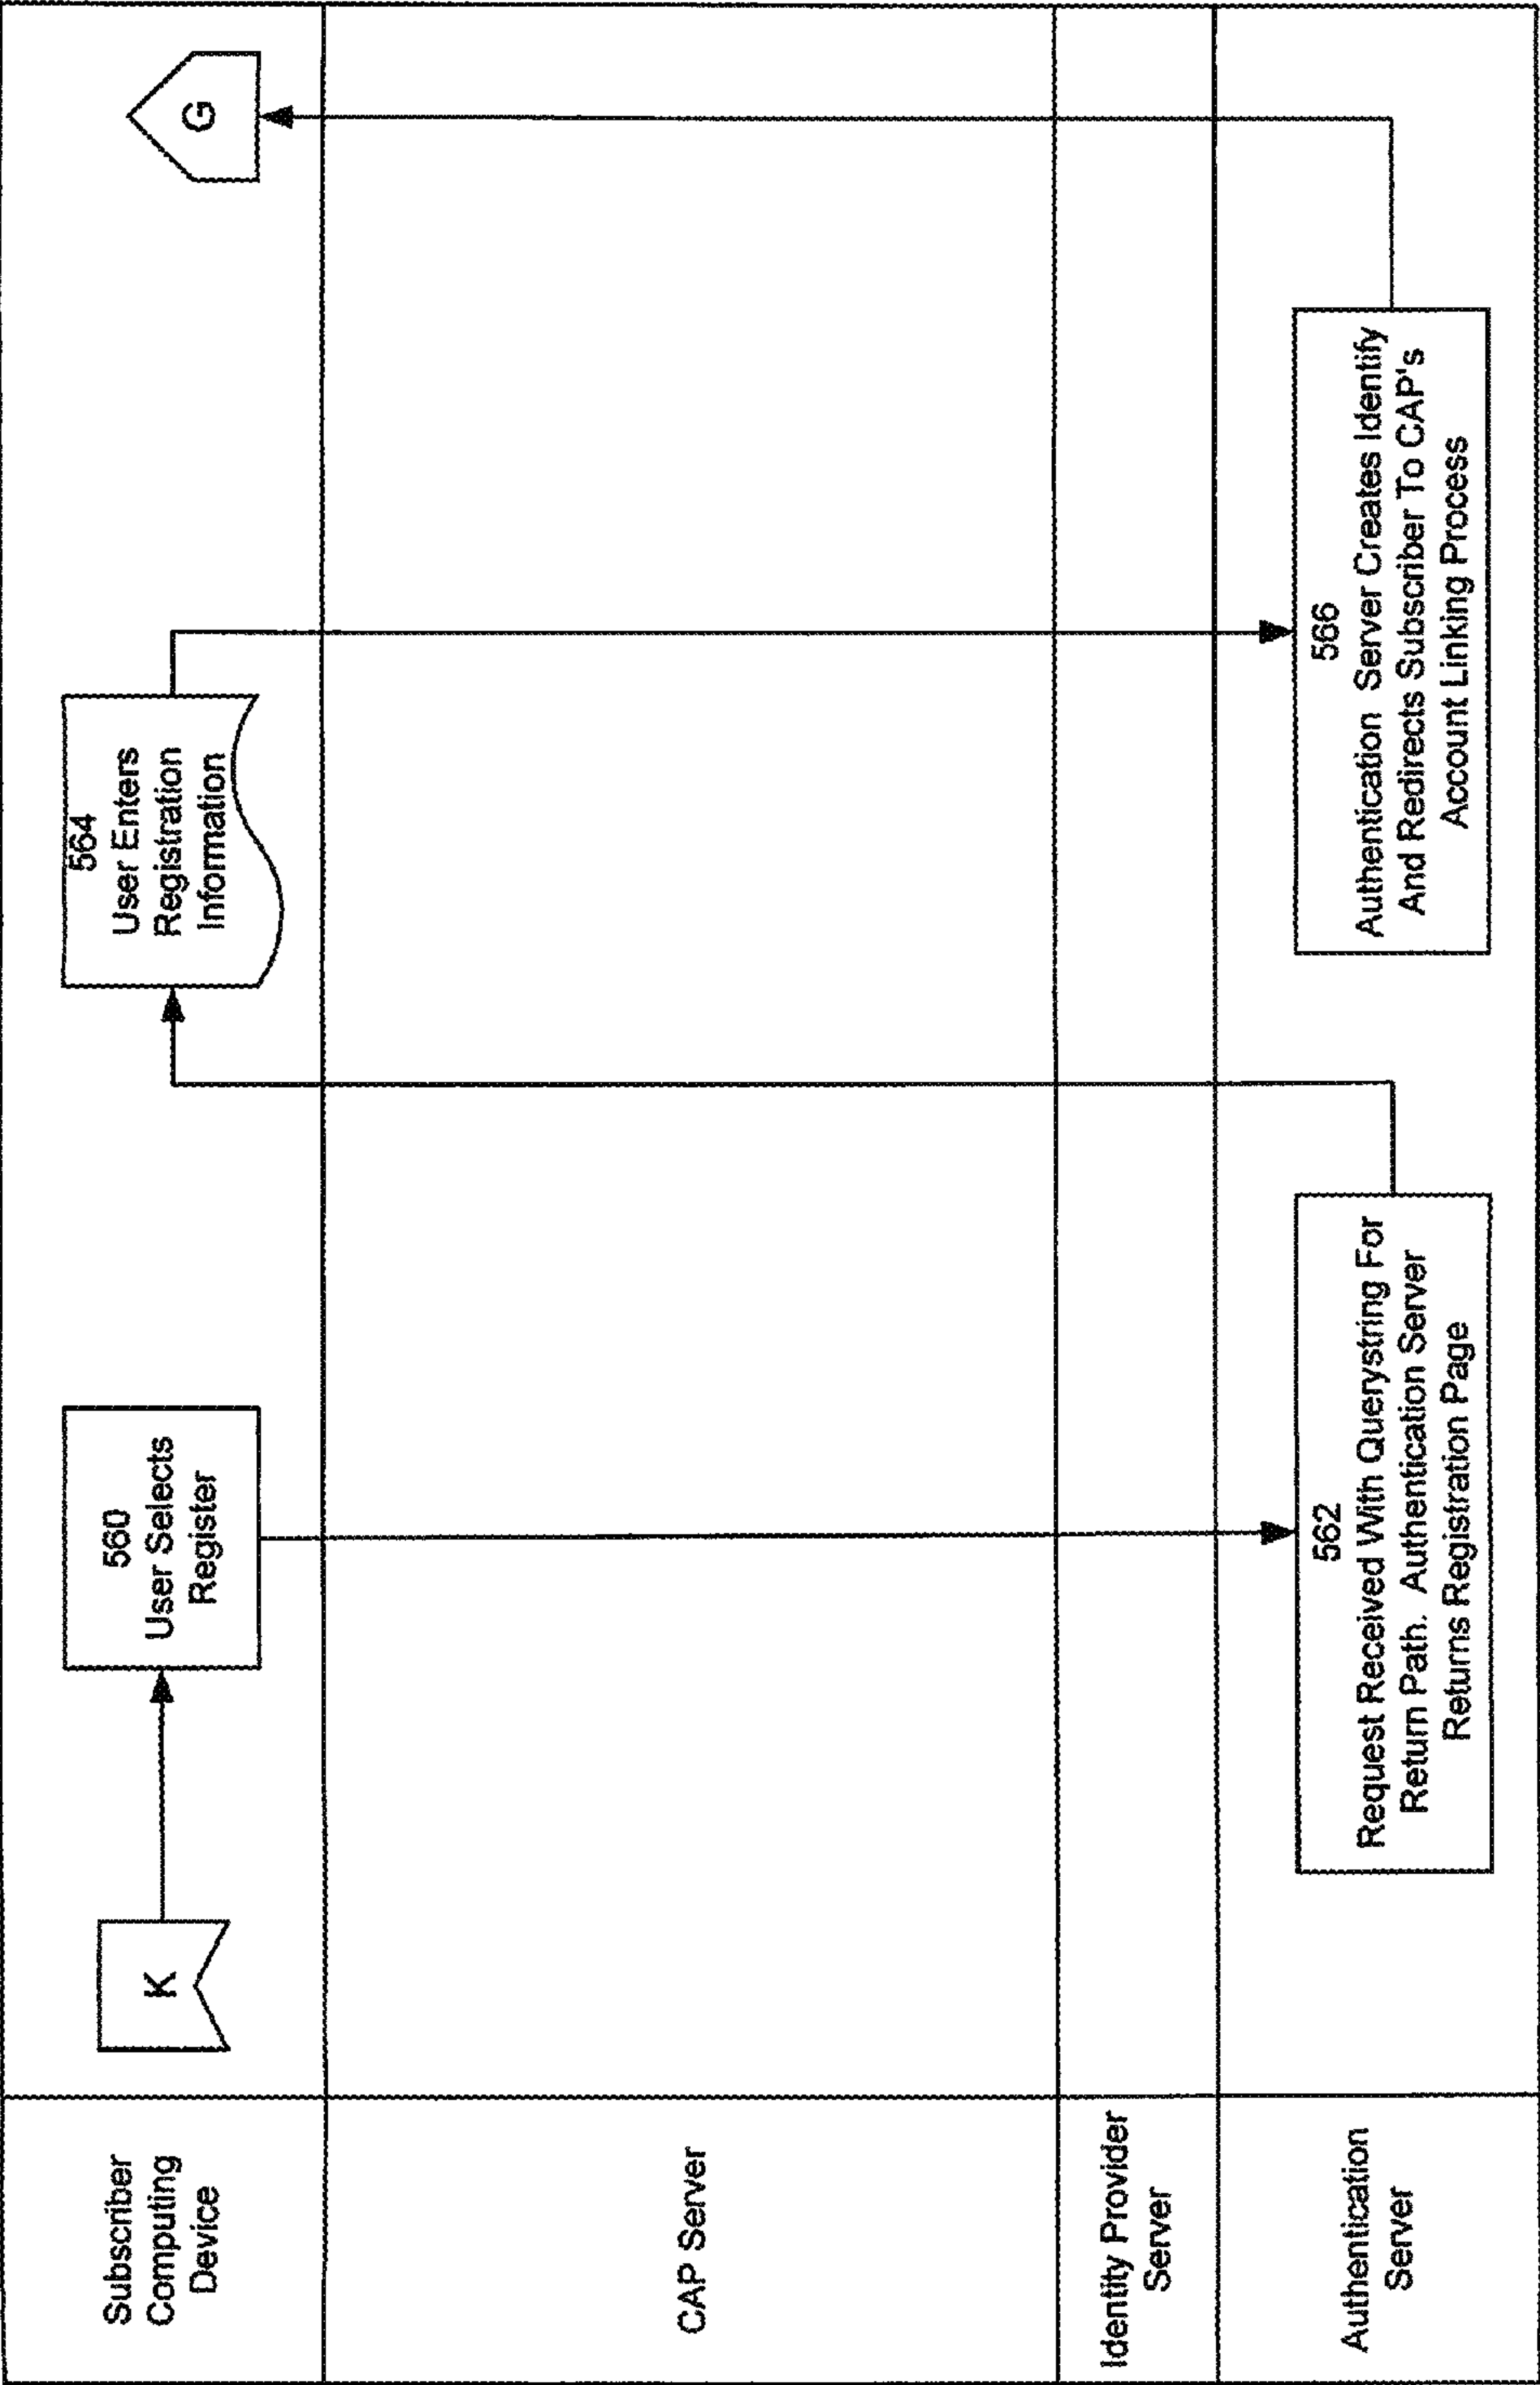 Subscriber
Computing
Device
K
560
User Selects
Register
564
User Enters
Registration
Information
G
CAP Server
Identity Provider
Server
Authentication
Server
562
Request Received With Querystring For
Return Path. Authentication Server
Returns Registration Page
566
Authentication Server Creates Identify
And Redirects Subscriber To CAP's
Account Linking Process